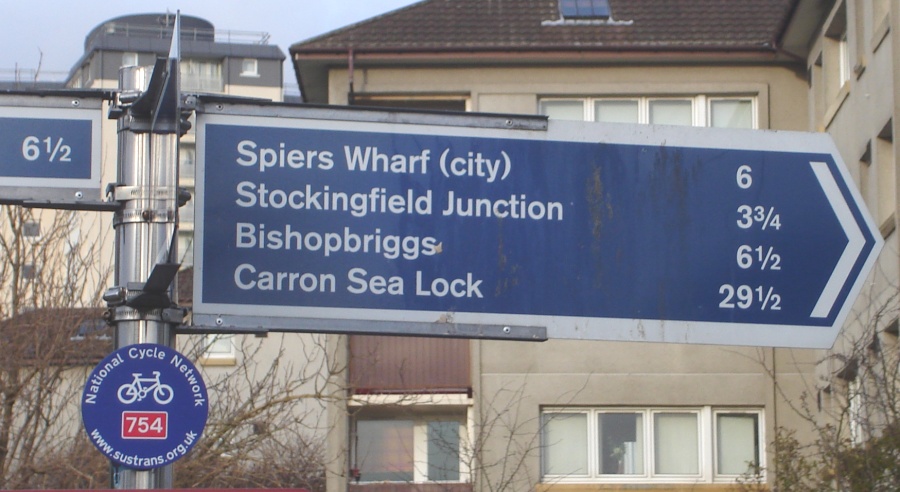 6½
Spiers Wharf (city) 6
Stockingfield Junction 3¾
Bishopbriggs 6½
Carron Sea Lock 29½
National Cycle Network
754
www.sustrans.org.uk